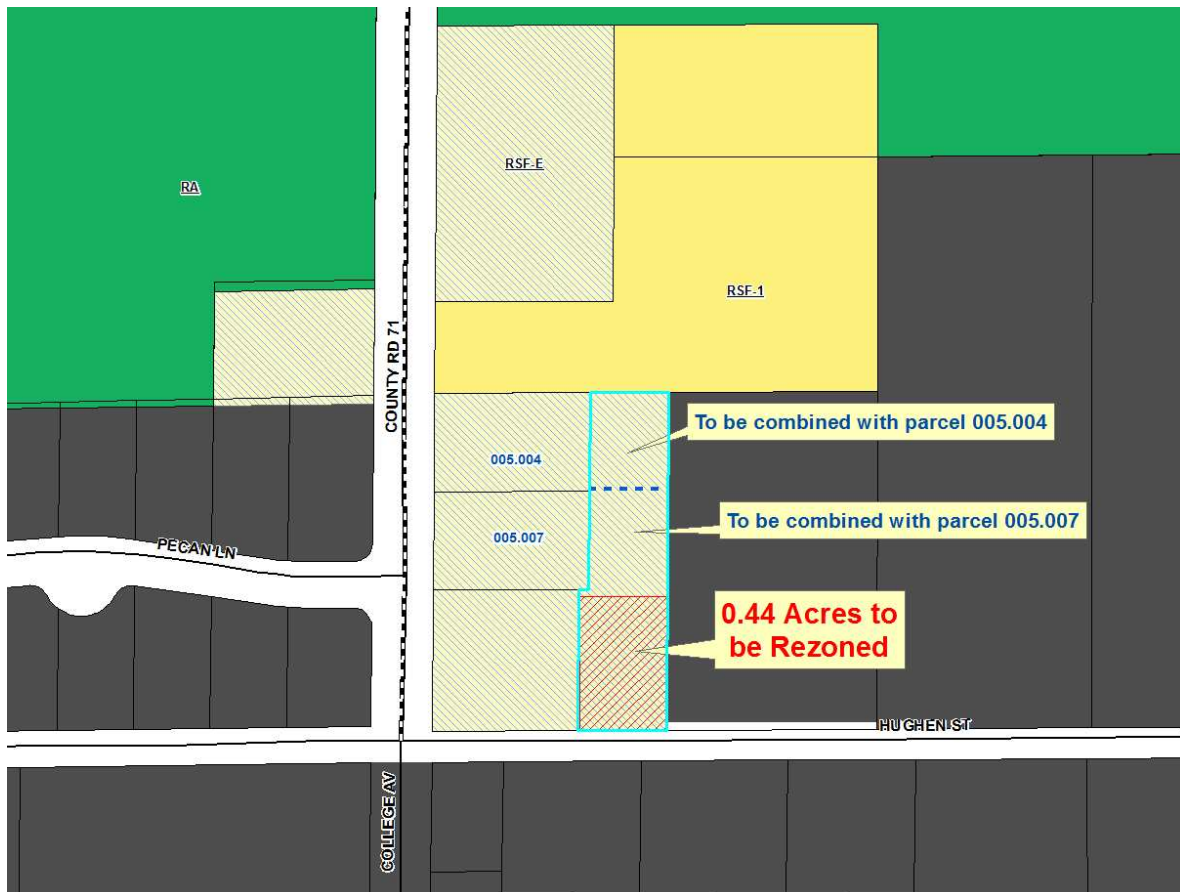 RSF-E
RA
RSF-1
COUNTY RD 71
To be combined with parcel 005.004
005.004
To be combined with parcel 005.007
005.007
PECAN LN
0.44 Acres to
be Rezoned
HUGHEN ST
COLLEGE AV